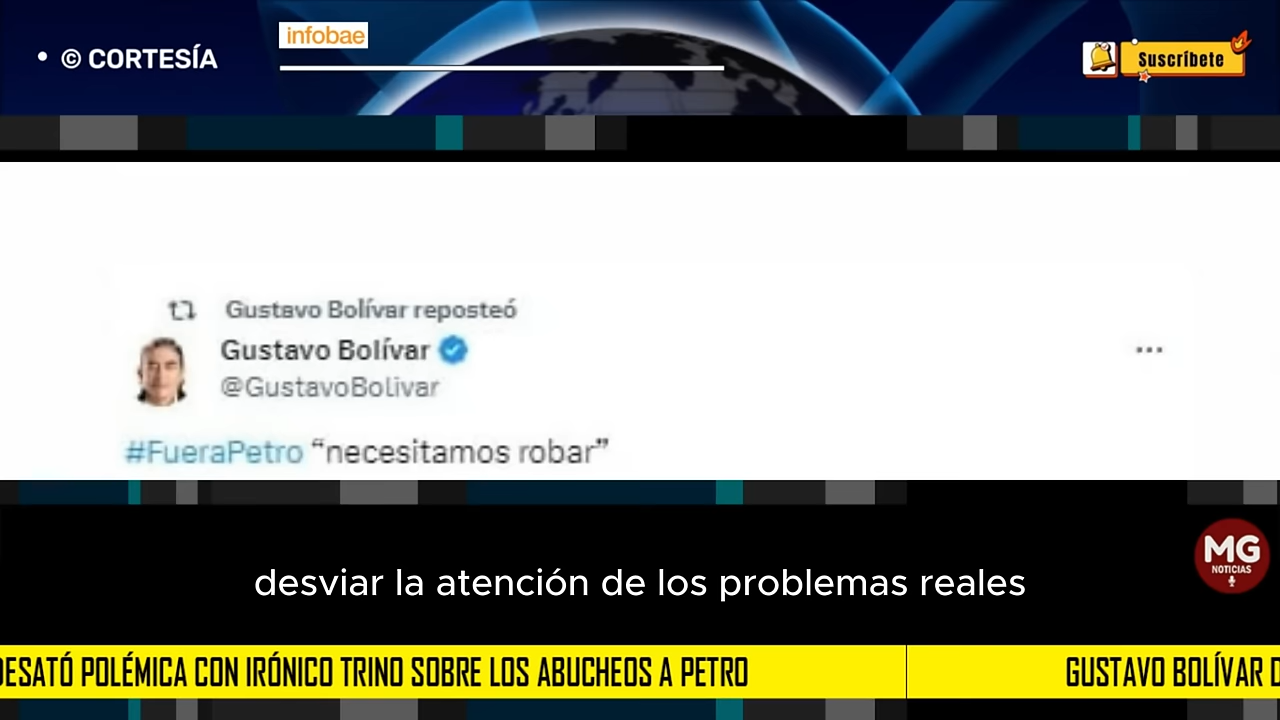 • © CORTESÍA
infobae
Suscríbete
Gustavo Bolívar reposteó
Gustavo Bolívar
@GustavoBolivar
#FueraPetro “necesitamos robar”
MG
NOTICIAS
desviar la atención de los problemas reales
DESATÓ POLÉMICA CON IRÓNICO TRINO SOBRE LOS ABUCHEOS A PETRO
GUSTAVO BOLÍVAR D